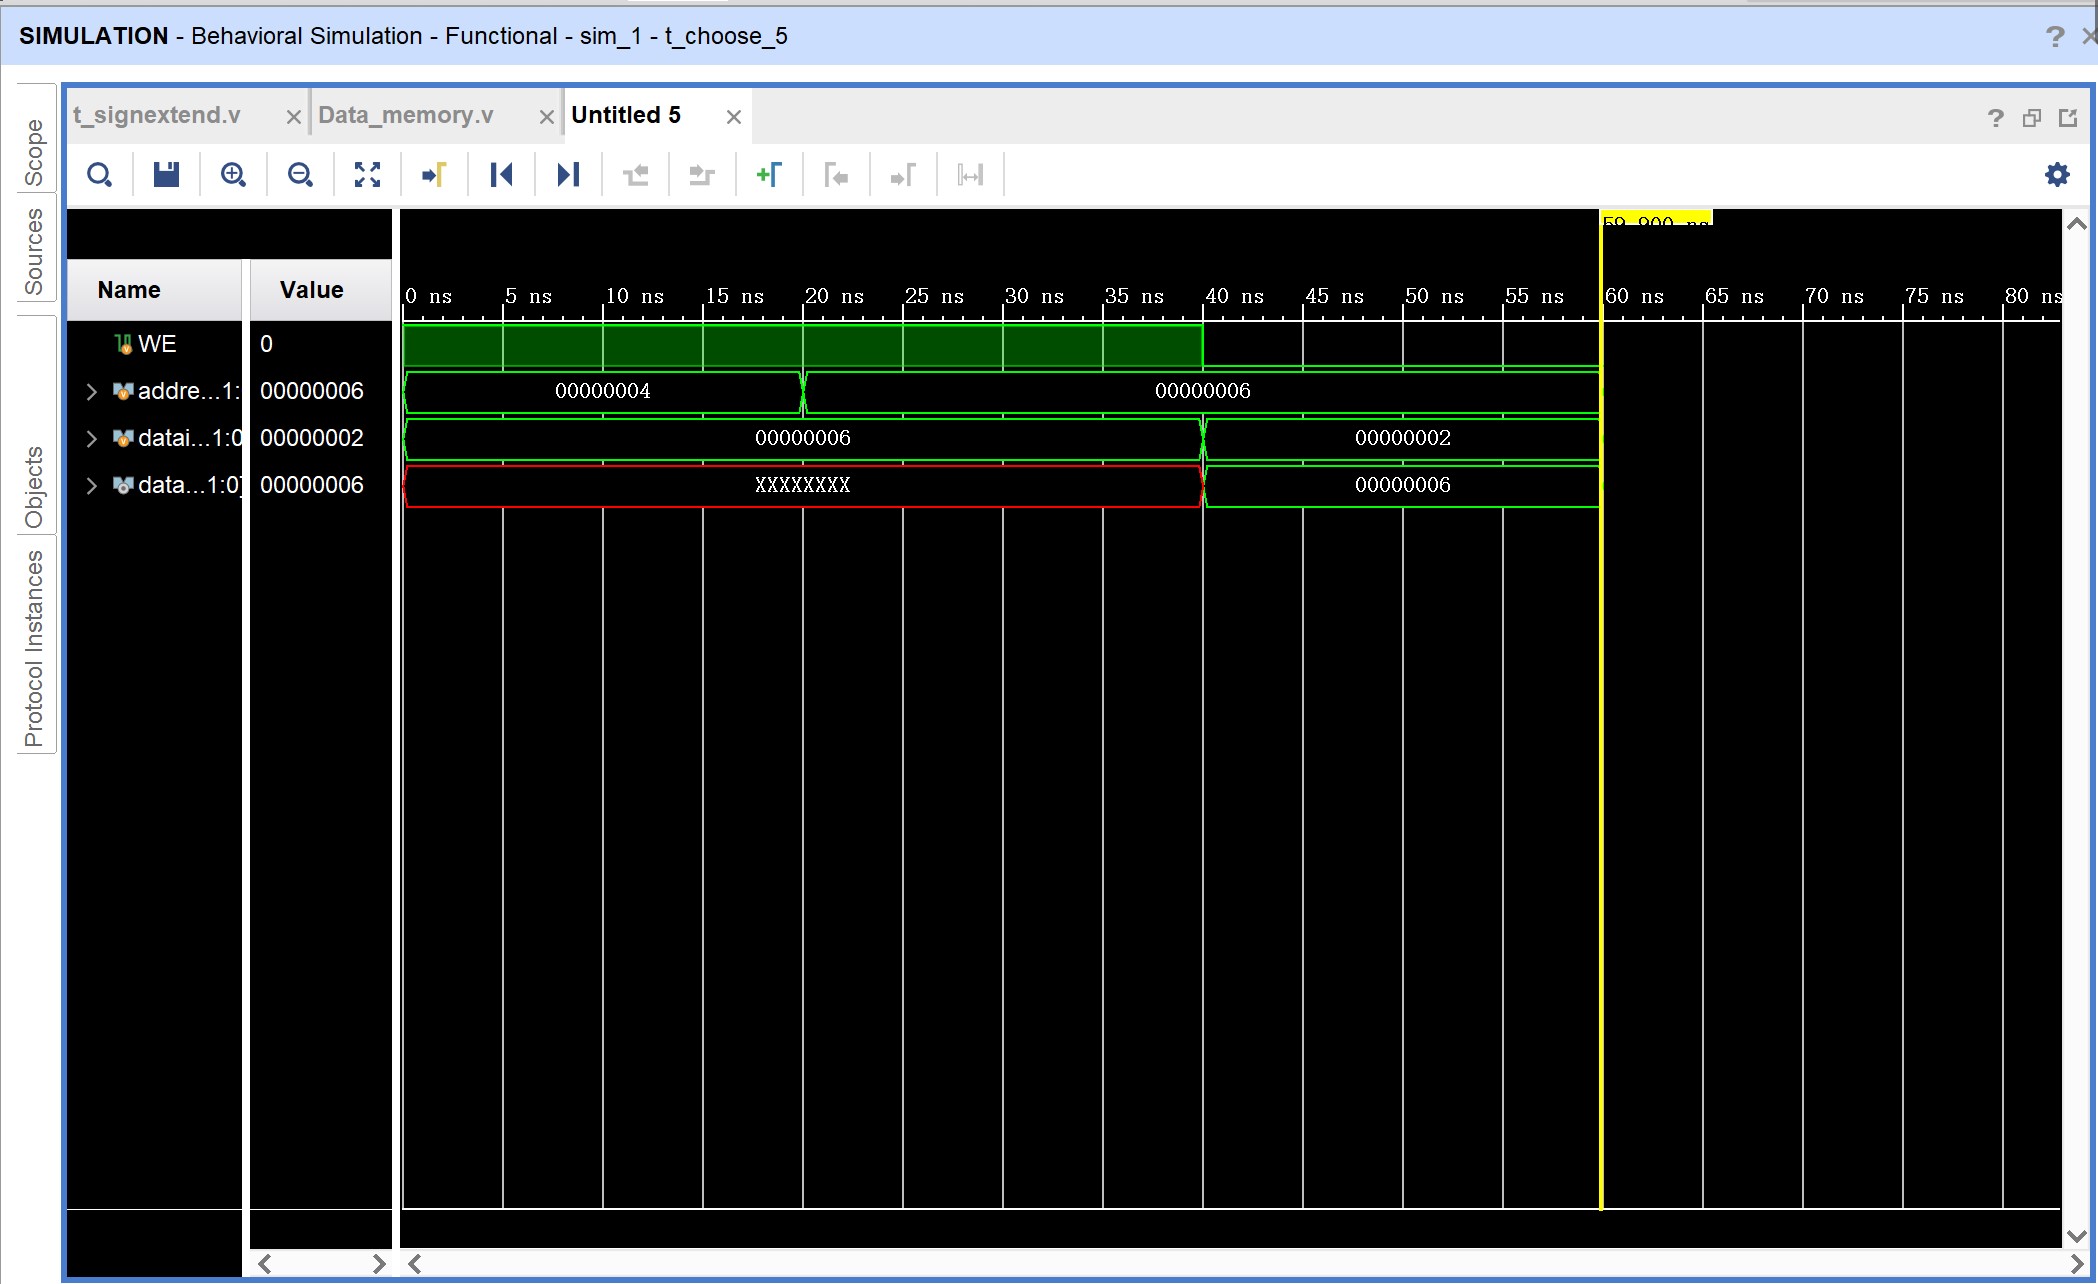 SIMULATION - Behavioral Simulation - Functional - sim_1 - t_choose_5
?
Scope
Sources
Objects
Protocol Instances
t_signextend.v
Data_memory.v
Untitled 5
?
59.900 ns
Name
Value
0 ns 5 ns 10 ns 15 ns 20 ns 25 ns 30 ns 35 ns 40 ns 45 ns 50 ns 55 ns 60 ns 65 ns 70 ns 75 ns 80 ns
WE 0
addre...1: 00000006 00000004 00000006
datai...1:0 00000002 00000006 00000002
data...1:0] 00000006 XXXXXXXX 00000006